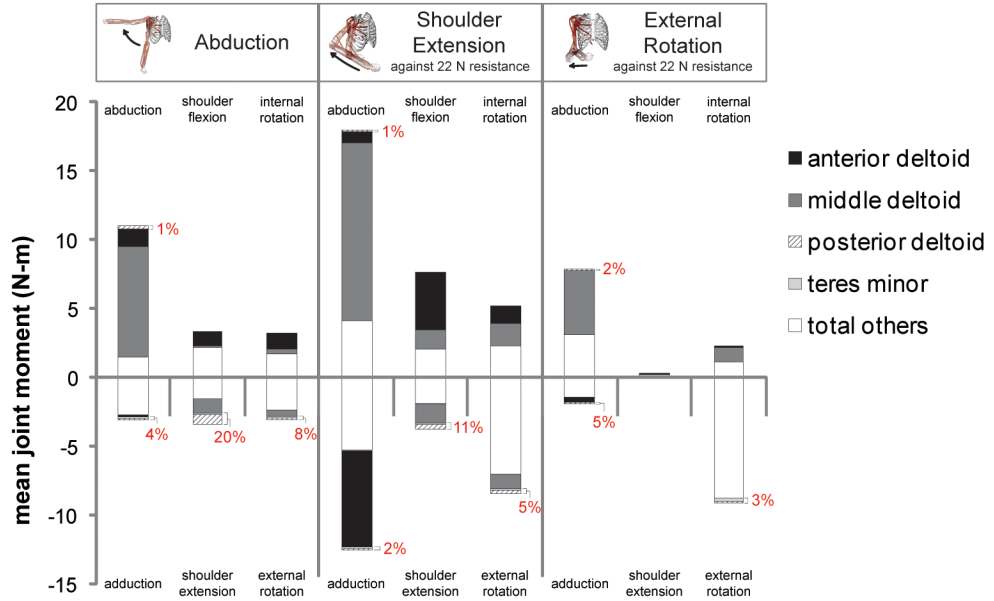 Abduction
Shoulder
Extension
against 22 N resistance
External
Rotation
against 22 N resistance
abduction
shoulder
flexion
internal
rotation
abduction
shoulder
flexion
internal
rotation
abduction
shoulder
flexion
internal
rotation
20
15
10
5
0
-5
-10
-15
mean joint moment (N-m)
1%
4%
20%
8%
1%
2%
11%
5%
2%
5%
3%
adduction
shoulder
extension
external
rotation
adduction
shoulder
extension
external
rotation
adduction
shoulder
extension
external
rotation
anterior deltoid
middle deltoid
posterior deltoid
teres minor
total others